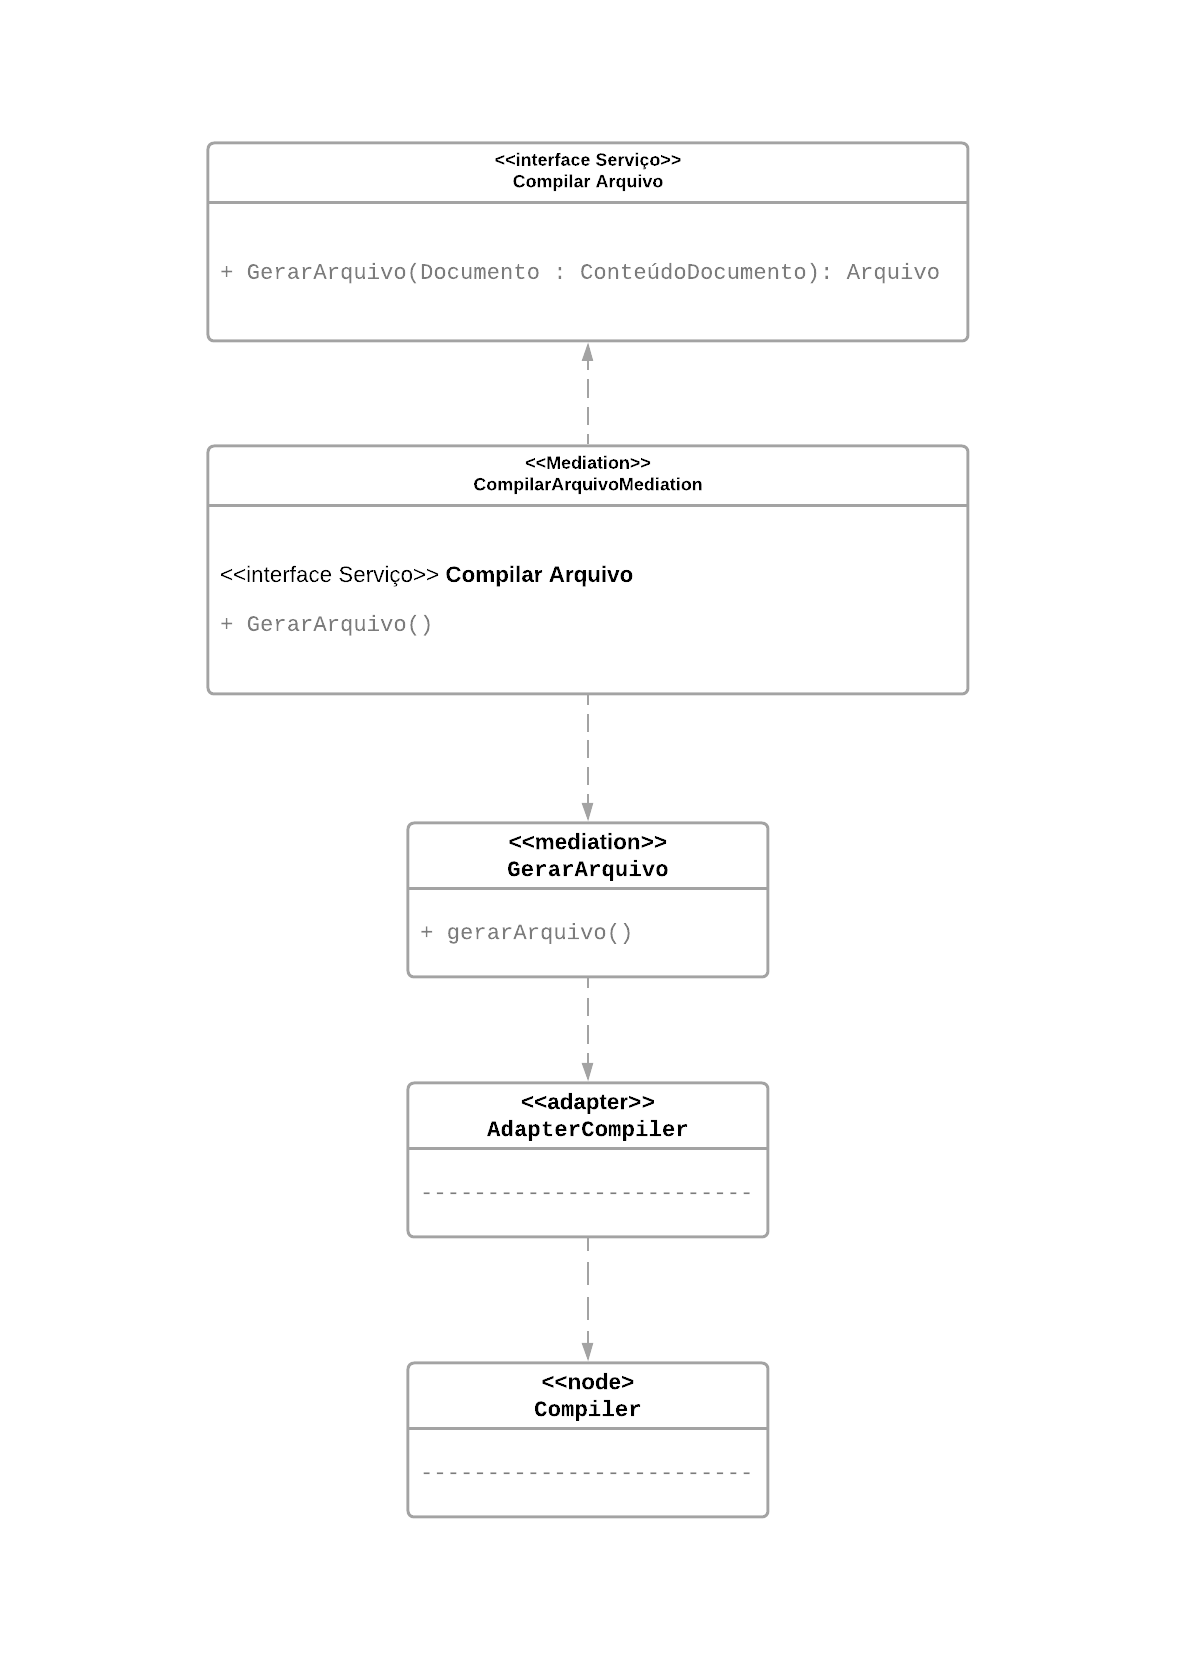 <<interface Serviço>>
Compilar Arquivo
+ GerarArquivo(Documento : ConteúdoDocumento): Arquivo
<<Mediation>>
CompilarArquivoMediation
<<interface Serviço>> Compilar Arquivo
+ GerarArquivo()
<<mediation>>
GerarArquivo
+ gerarArquivo()
<<adapter>>
AdapterCompiler
-------------------------
<<node>
Compiler
-------------------------